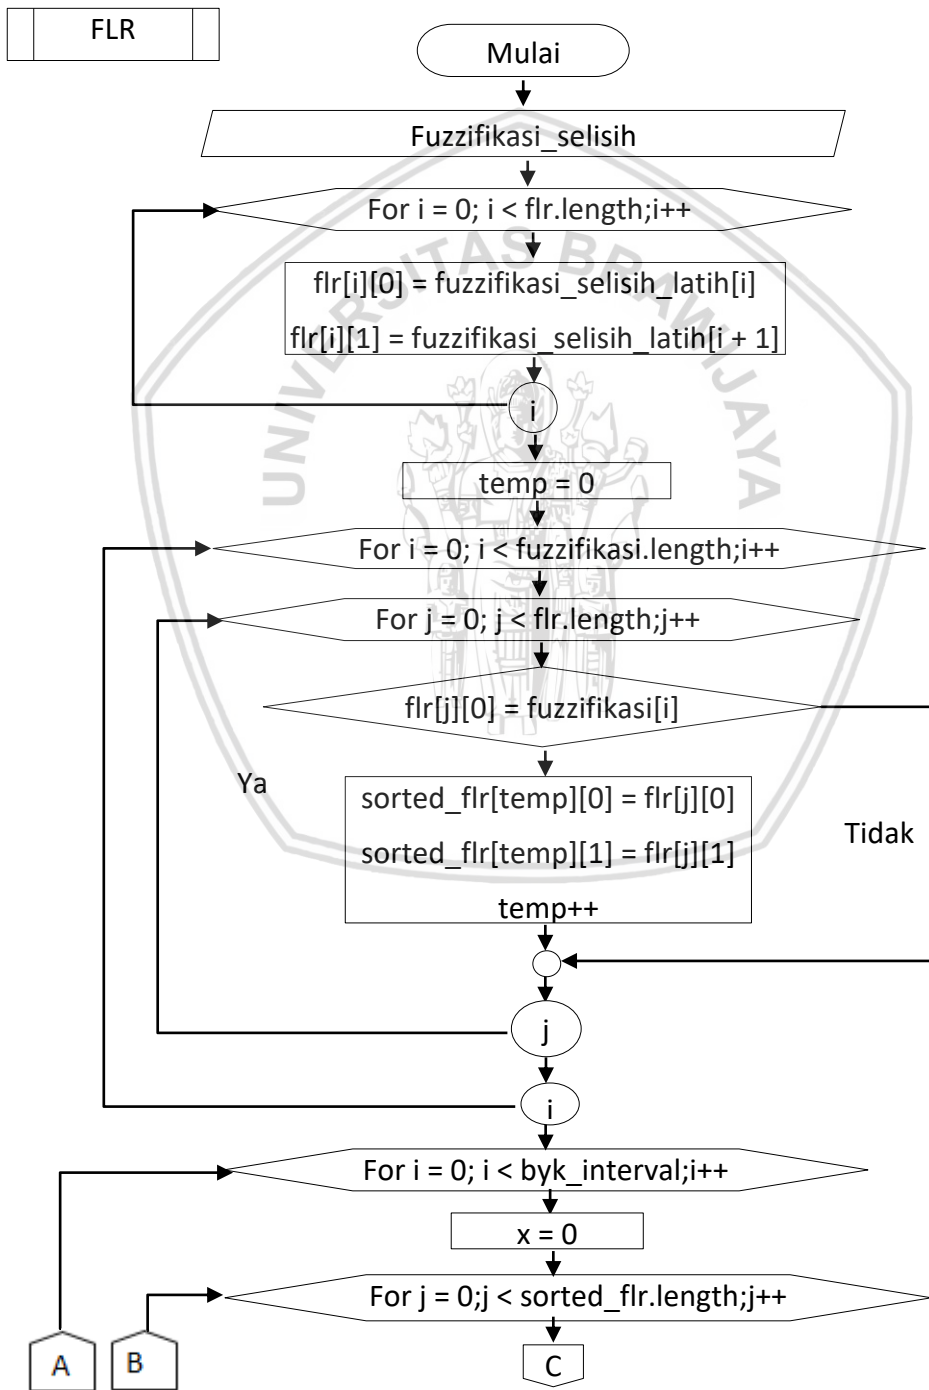 FLR
Mulai
Fuzzifikasi_selisih
For i = 0; i < flr.length;i++
UNIVERSITAS BRAWIJAYA
flr[i][0] = fuzzifikasi_selisih_latih[i]
flr[i][1] = fuzzifikasi_selisih_latih[i + 1]
i
temp = 0
For i = 0; i < fuzzifikasi.length;i++
For j = 0; j < flr.length;j++
flr[j][0] = fuzzifikasi[i]
Ya
sorted_flr[temp][0] = flr[j][0]
Tidak
sorted_flr[temp][1] = flr[j][1]
temp++
j
i
For i = 0; i < byk_interval;i++
x = 0
For j = 0;j < sorted_flr.length;j++
A
B
C